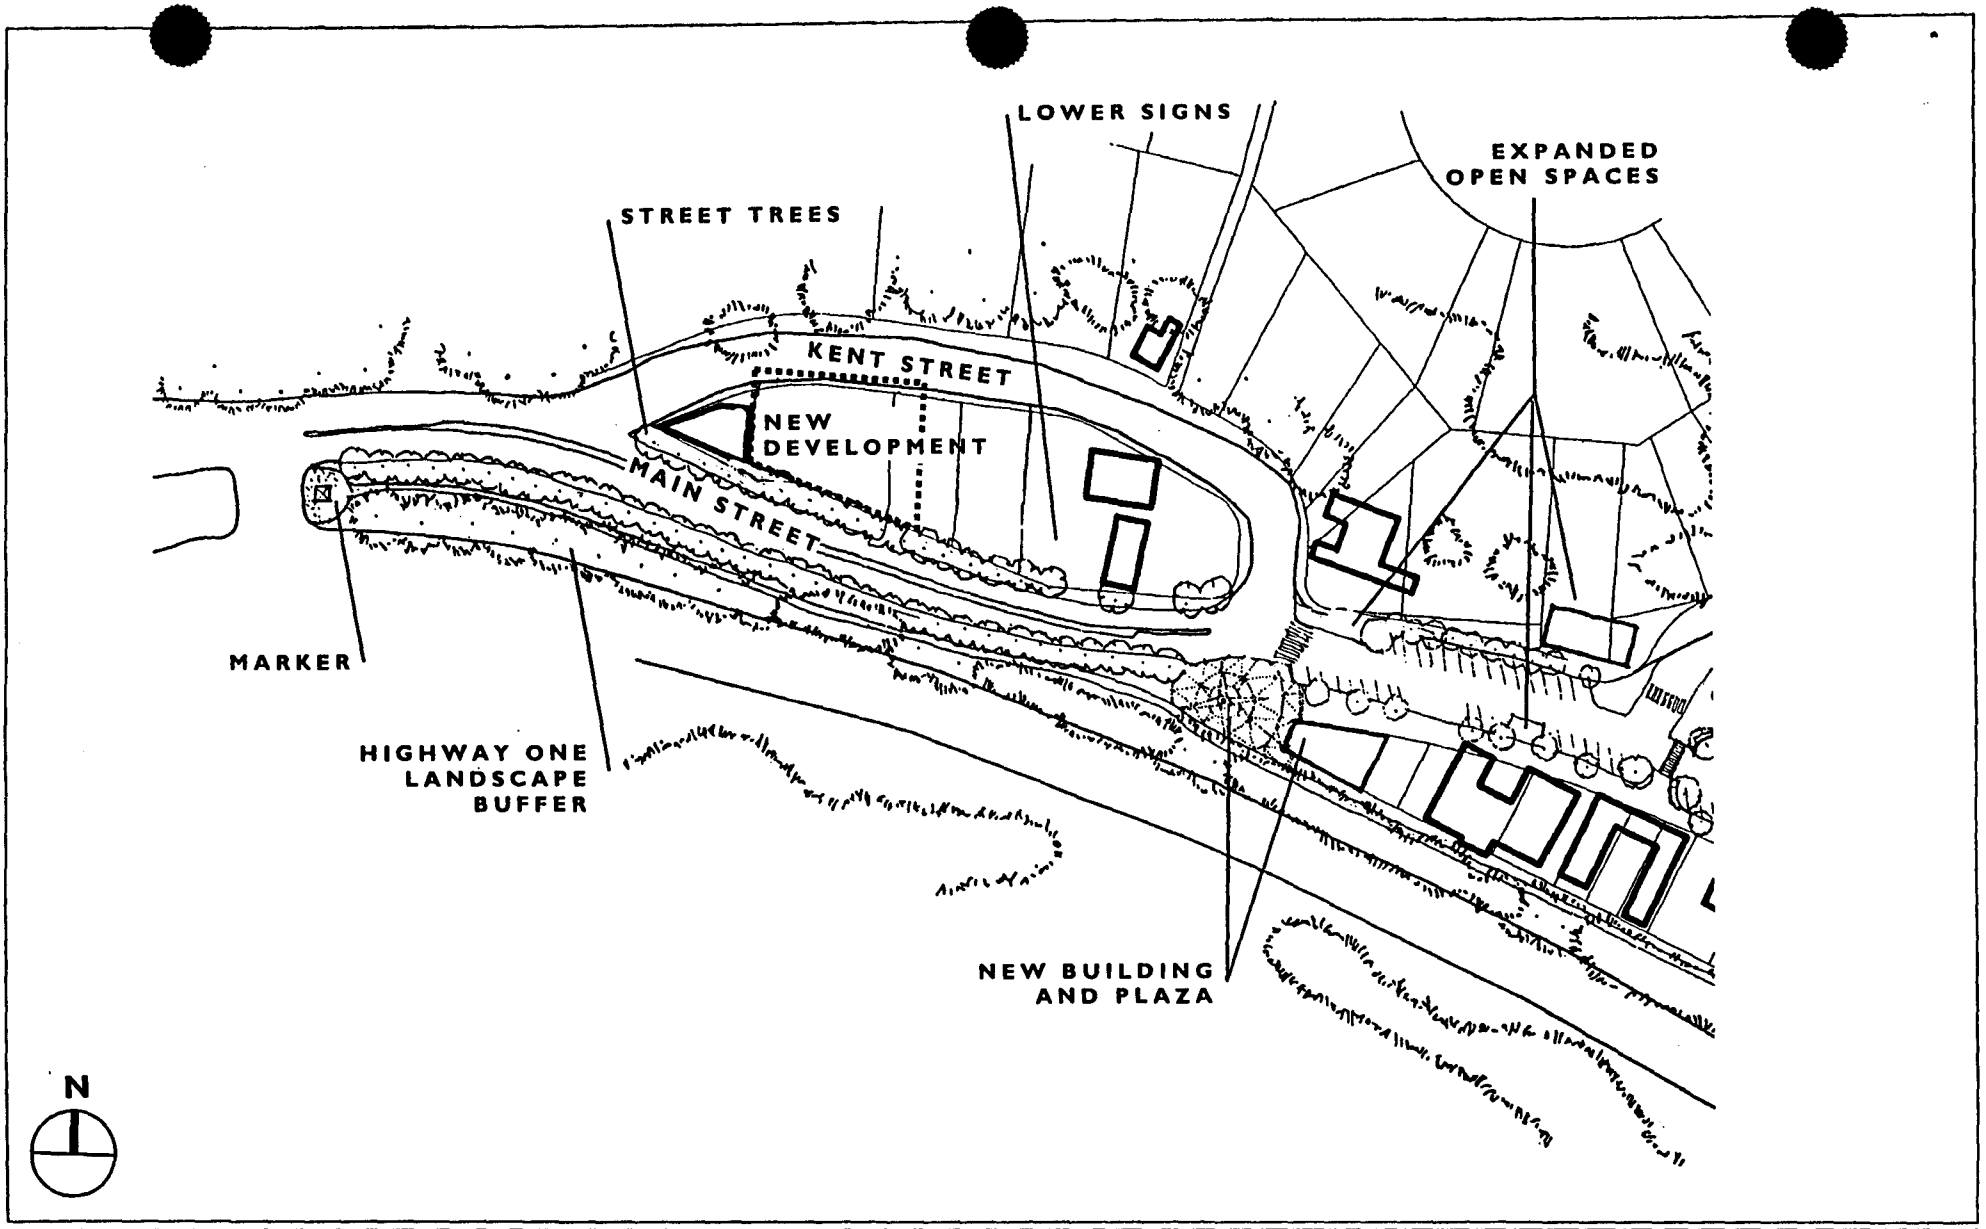 LOWER SIGNS
EXPANDED
OPEN SPACES
STREET TREES
KENT STREET
NEW
DEVELOPMENT
MAIN STREET
MARKER
HIGHWAY ONE
LANDSCAPE
BUFFER
NEW BUILDING
AND PLAZA
N